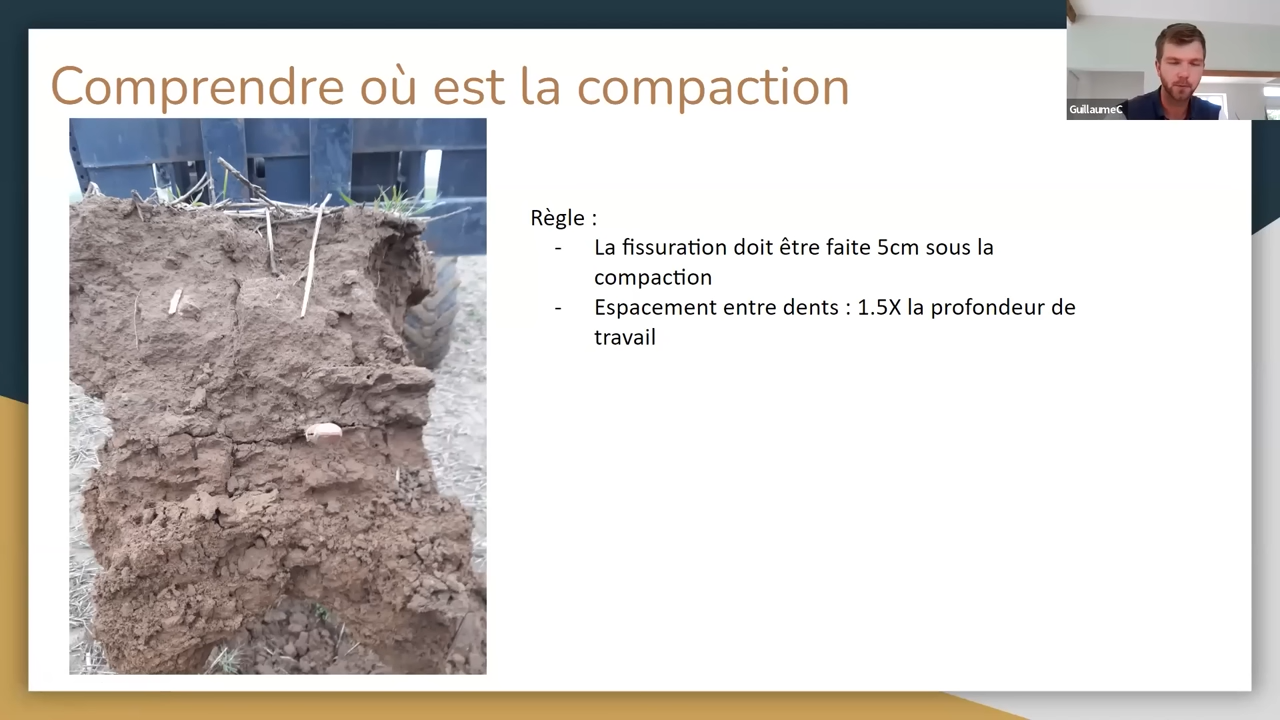 Comprendre où est la compaction
GuillaumeC
Règle :
- La fissuration doit être faite 5cm sous la
compaction
- Espacement entre dents : 1.5X la profondeur de
travail